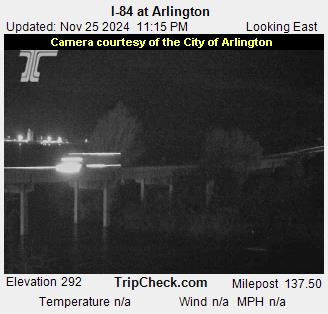 I-84 at Arlington
Updated: Nov 25 2024 11:15 PM Looking East
Camera courtesy of the City of Arlington
Elevation 292 TripCheck.com Milepost 137.50
Temperature n/a Wind n/a MPH n/a